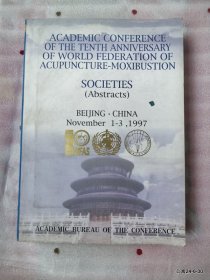 ACADEMIC CONFERENCE
OF THE TENTH ANNIVERSARY
OF WORLD FEDERATION OF
ACUPUNCTURE-MOXIBUSTION
SOCIETIES
(Abstracts)
BEIJING · CHINA
November 1-3 ,1997
ACADEMIC BUREAU OF THE CONFERENCE